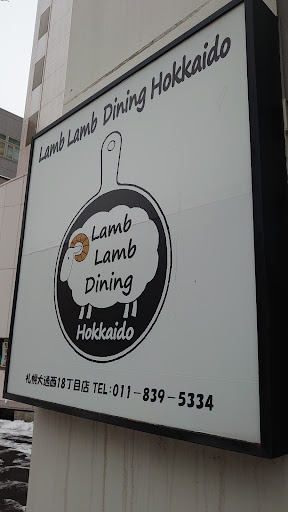 Lamb Lamb Dining Hokkaido
Lamb
Lamb
Dining
Hokkaido
札幌大通西18丁目店 TEL:011-839-5334